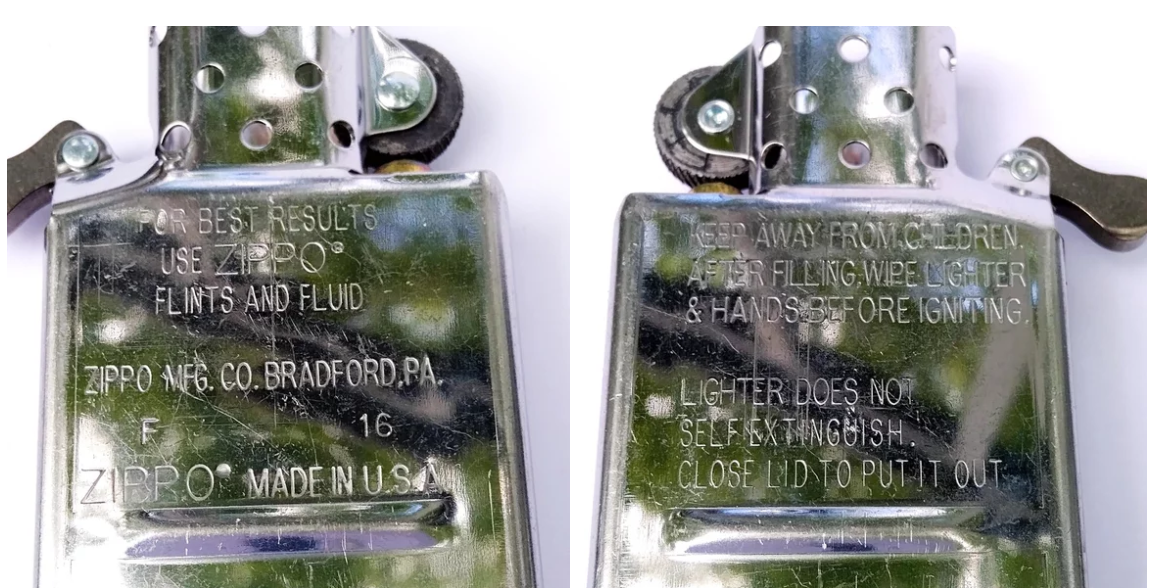 FOR BEST RESULTS
USE ZIPPO®
FLINTS AND FLUID
ZIPPO MFG. CO. BRADFORD, PA.
F 16
ZIPPO® MADE IN U.S.A
KEEP AWAY FROM CHILDREN.
AFTER FILLING, WIPE LIGHTER
& HANDS BEFORE IGNITING.
LIGHTER DOES NOT
SELF EXTINGUISH.
CLOSE LID TO PUT IT OUT